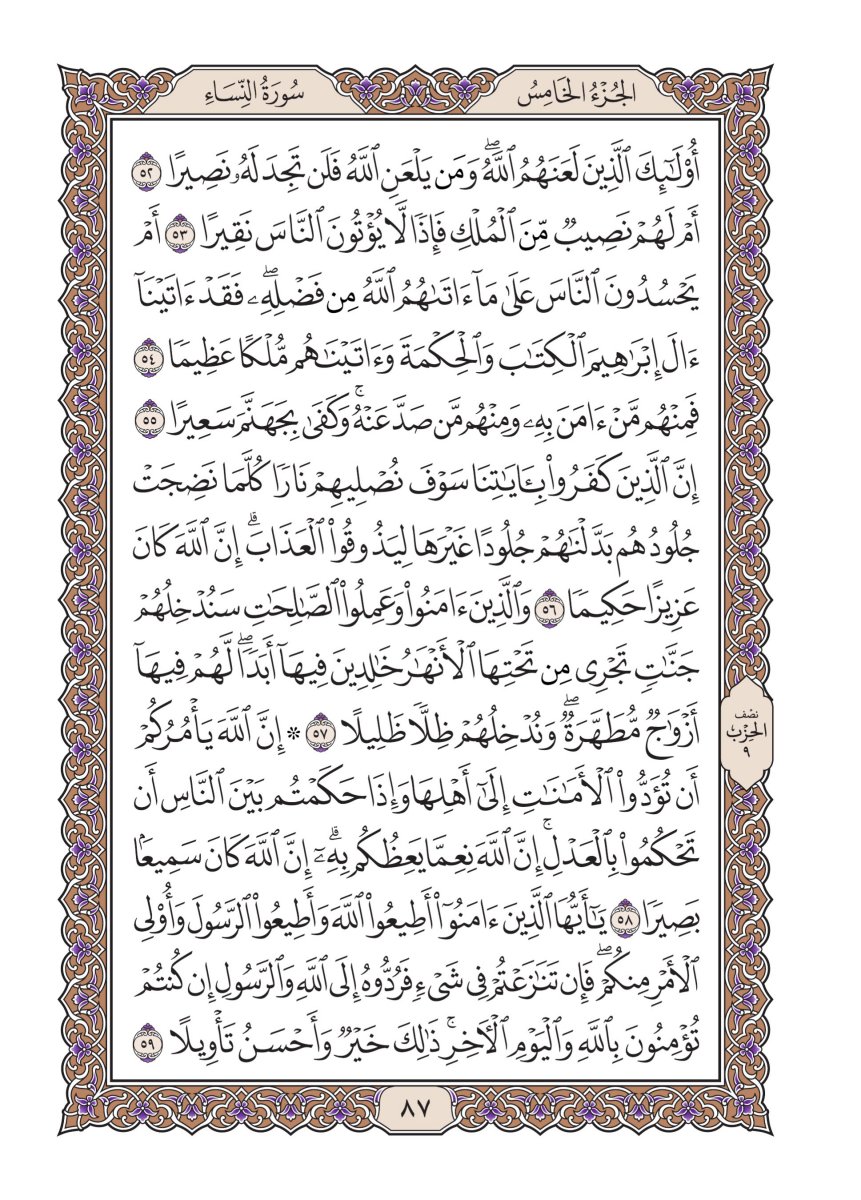 الجُزْءُ الخَامِسُ
سُورَةُ النِّسَاءِ
أُوْلَٰٓئِكَ ٱلَّذِينَ لَعَنَهُمُ ٱللَّهُۖ وَمَن يَلْعَنِ ٱللَّهُ فَلَن تَجِدَ لَهُۥ نَصِيرًا ٥٢
أَمْ لَهُمْ نَصِيبٌ مِّنَ ٱلْمُلْكِ فَإِذًا لَّا يُؤْتُونَ ٱلنَّاسَ نَقِيرًا ٥٣ أَمْ
يَحْسُدُونَ ٱلنَّاسَ عَلَىٰ مَآ ءَاتَىٰهُمُ ٱللَّهُ مِن فَضْلِهِۦۖ فَقَدْ ءَاتَيْنَآ
ءَالَ إِبْرَٰهِيمَ ٱلْكِتَٰبَ وَٱلْحِكْمَةَ وَءَاتَيْنَٰهُم مُّلْكًا عَظِيمًا ٥٤
فَمِنْهُم مَّنْ ءَامَنَ بِهِۦ وَمِنْهُم مَّن صَدَّ عَنْهُۚ وَكَفَىٰ بِجَهَنَّمَ سَعِيرًا ٥٥
إِنَّ ٱلَّذِينَ كَفَرُواْ بِـَٔايَٰتِنَا سَوْفَ نُصْلِيهِمْ نَارًا كُلَّمَا نَضِجَتْ
جُلُودُهُم بَدَّلْنَٰهُمْ جُلُودًا غَيْرَهَا لِيَذُوقُواْ ٱلْعَذَابَۗ إِنَّ ٱللَّهَ كَانَ
عَزِيزًا حَكِيمًا ٥٦ وَٱلَّذِينَ ءَامَنُواْ وَعَمِلُواْ ٱلصَّٰلِحَٰتِ سَنُدْخِلُهُمْ
جَنَّٰتٍ تَجْرِى مِن تَحْتِهَا ٱلْأَنْهَٰرُ خَٰلِدِينَ فِيهَآ أَبَدًاۖ لَّهُمْ فِيهَآ
أَزْوَٰجٌ مُّطَهَّرَةٌۖ وَنُدْخِلُهُمْ ظِلًّا ظَلِيلًا ٥٧ * إِنَّ ٱللَّهَ يَأْمُرُكُمْ
أَن تُؤَدُّواْ ٱلْأَمَٰنَٰتِ إِلَىٰٓ أَهْلِهَا وَإِذَا حَكَمْتُم بَيْنَ ٱلنَّاسِ أَن
تَحْكُمُواْ بِٱلْعَدْلِۚ إِنَّ ٱللَّهَ نِعِمَّا يَعِظُكُم بِهِۦٓۗ إِنَّ ٱللَّهَ كَانَ سَمِيعًۢا
بَصِيرًا ٥٨ يَٰٓأَيُّهَا ٱلَّذِينَ ءَامَنُوٓاْ أَطِيعُواْ ٱللَّهَ وَأَطِيعُواْ ٱلرَّسُولَ وَأُوْلِى
ٱلْأَمْرِ مِنكُمْۖ فَإِن تَنَٰزَعْتُمْ فِى شَىْءٍ فَرُدُّوهُ إِلَى ٱللَّهِ وَٱلرَّسُولِ إِن كُنتُمْ
تُؤْمِنُونَ بِٱللَّهِ وَٱلْيَوْمِ ٱلْأَخِرِۚ ذَٰلِكَ خَيْرٌ وَأَحْسَنُ تَأْوِيلًا ٥٩
نصْف
الحِزْبِ
٩
٨٧